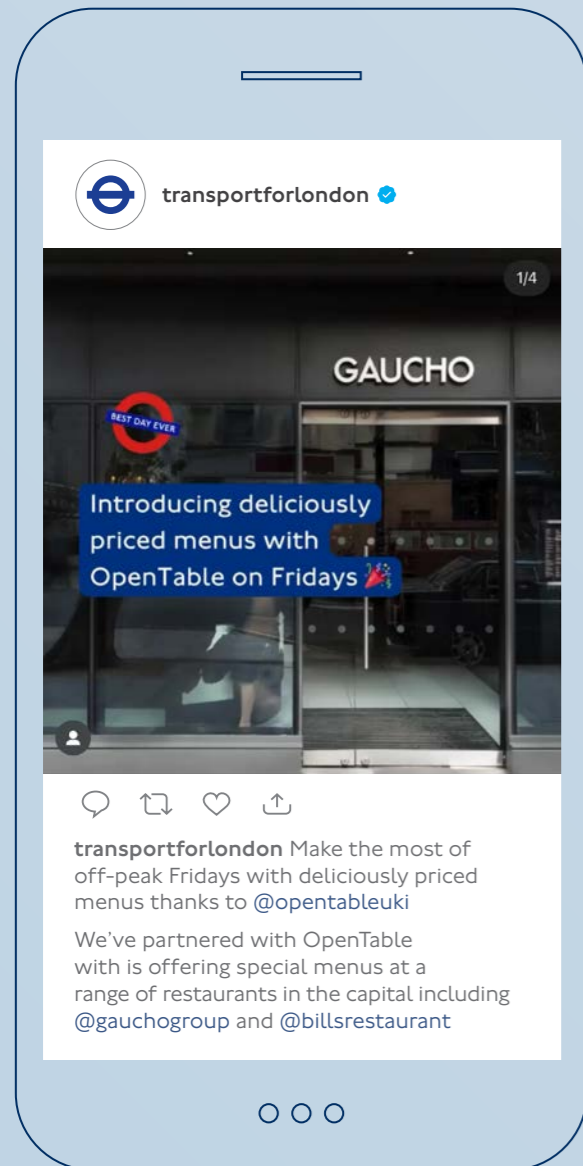 transportforlondon
1/4
GAUCHO
BEST DAY EVER
Introducing deliciously
priced menus with
OpenTable on Fridays 🎉
transportforlondon Make the most of
off-peak Fridays with deliciously priced
menus thanks to @opentableuki
We’ve partnered with OpenTable
with is offering special menus at a
range of restaurants in the capital including
@gauchogroup and @billsrestaurant